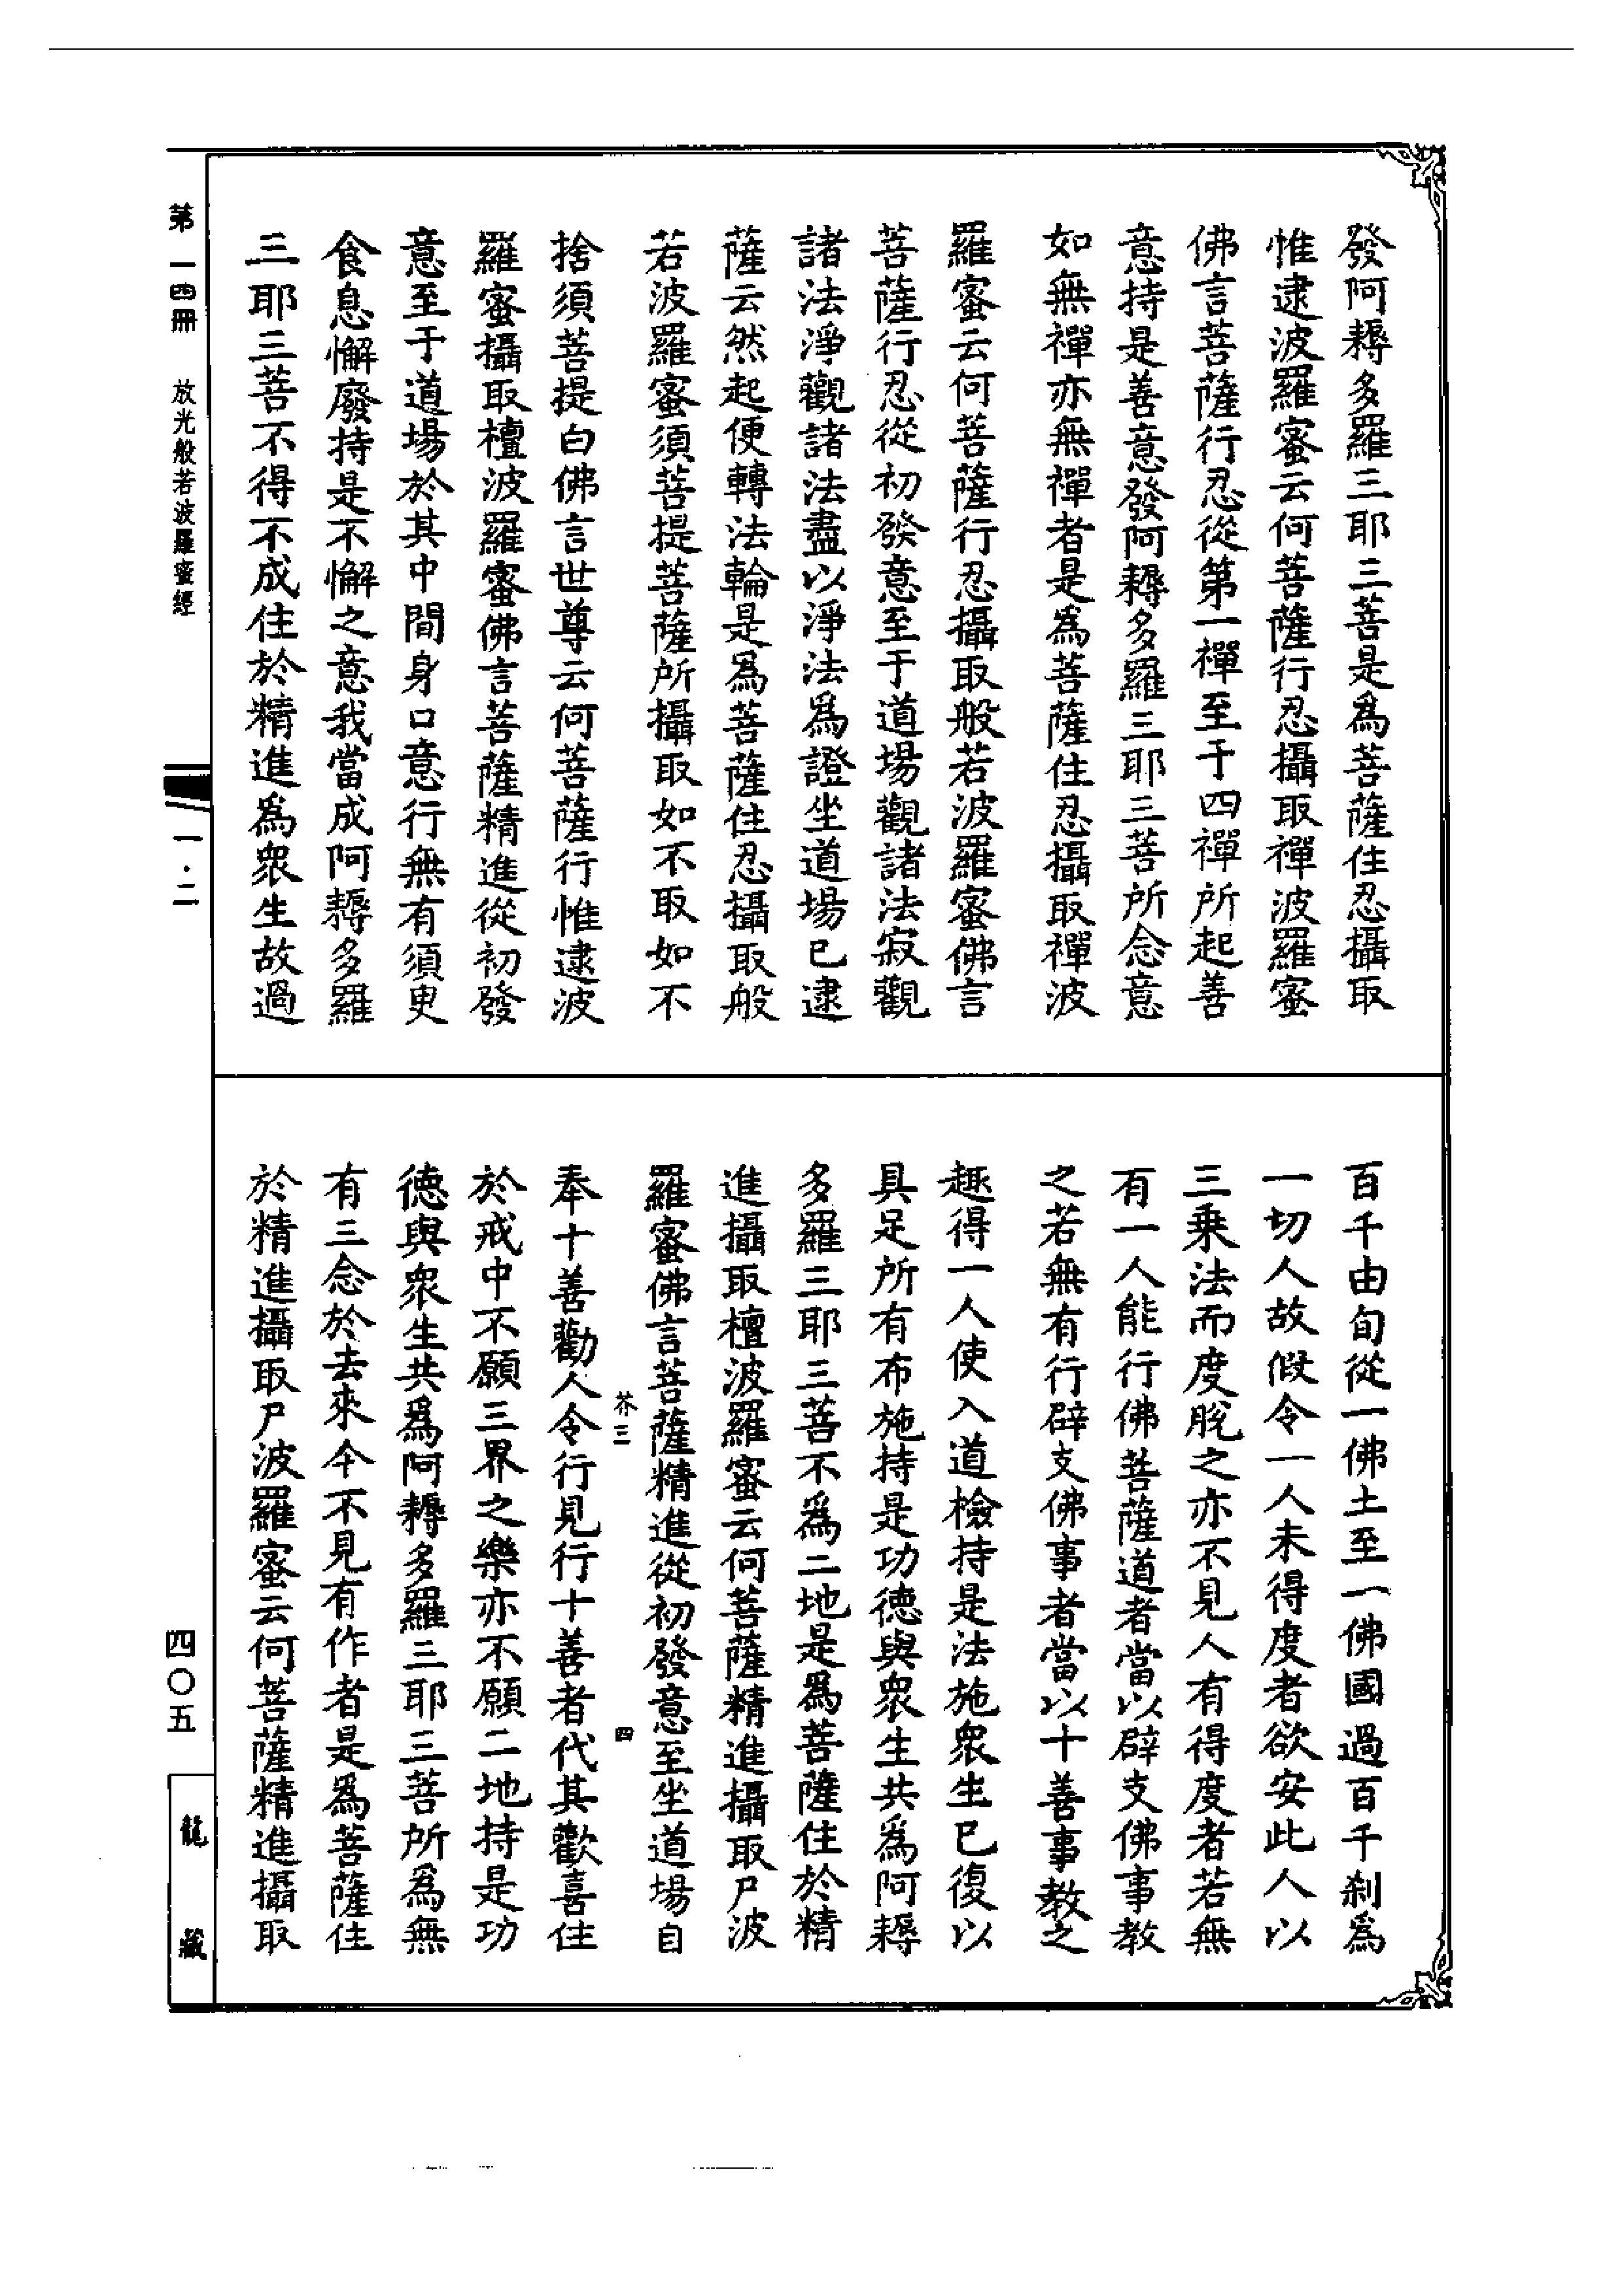 發阿耨多羅三耶三菩是為菩薩住忍攝取
惟逮波羅蜜云何菩薩行忍攝取禪波羅蜜
佛言菩薩行忍從第一禪至于四禪所起善
意持是善意發阿耨多羅三耶三菩所念意
如無禪亦無禪者是為菩薩住忍攝取禪波
羅蜜云何菩薩行忍攝取般若波羅蜜佛言
菩薩行忍從初發意至于道場觀諸法寂觀
諸法淨觀諸法盡以淨法為證坐道場已逮
薩云然起便轉法輪是為菩薩住忍攝取般
若波羅蜜須菩提菩薩所攝取如不取如不
捨須菩提白佛言世尊云何菩薩行惟逮波
羅蜜攝取檀波羅蜜佛言菩薩精進從初發
意至于道場於其中間身口意行無有須臾
食息懈廢持是不懈之意我當成阿耨多羅
三耶三菩不得不成住於精進為眾生故過
百千由旬從一佛土至一佛國過百千剎為
一切人故假令一人未得度者欲安此人以
三乘法而度脫之亦不見人有得度者若無
有一人能行佛菩薩道者當以辟支佛事教
之若無有行辟支佛事者當以十善事教之
趣得一人使入道檢持是法施眾生已復以
具足所有布施持是功德與眾生共為阿耨
多羅三耶三菩不為二地是為菩薩住於精
進攝取檀波羅蜜云何菩薩精進攝取尸波
羅蜜佛言菩薩精進從初發意至坐道場自
芥三 四
奉十善勸人令行見行十善者代其歡喜住
於戒中不願三界之樂亦不願二地持是功
德與眾生共為阿耨多羅三耶三菩所為無
有三念於去來今不見有作者是為菩薩住
於精進攝取尸波羅蜜云何菩薩精進攝取
第一四冊 放光般若波羅蜜經
一·二
四〇五
龍藏